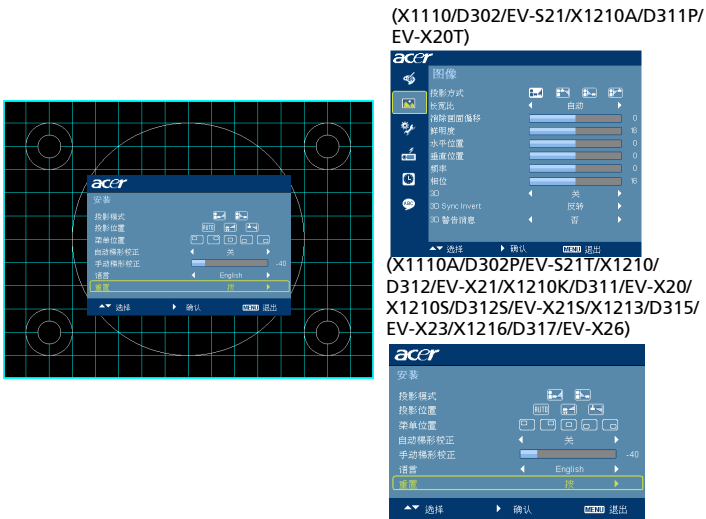 acer
安装
投影模式
投影位置 AUTO
菜单位置
自动梯形校正 关
手动梯形校正 -40
语言 English
重置 按
选择 确认 MENU 退出
(X1110/D302/EV-S21/X1210A/D311P/
EV-X20T)
acer
图像
投影方式
长宽比 自动
消除画面偏移 0
鲜明度 16
水平位置 0
垂直位置 0
频率 0
相位 16
3D 关
3D Sync Invert 反转
3D 警告消息 否
ABC
选择 确认 MENU 退出
(X1110A/D302P/EV-S21T/X1210/
D312/EV-X21/X1210K/D311/EV-X20/
X1210S/D312S/EV-X21S/X1213/D315/
EV-X23/X1216/D317/EV-X26)
acer
安装
投影模式
投影位置 AUTO
菜单位置
自动梯形校正 关
手动梯形校正 -40
语言 English
重置 按
选择 确认 MENU 退出